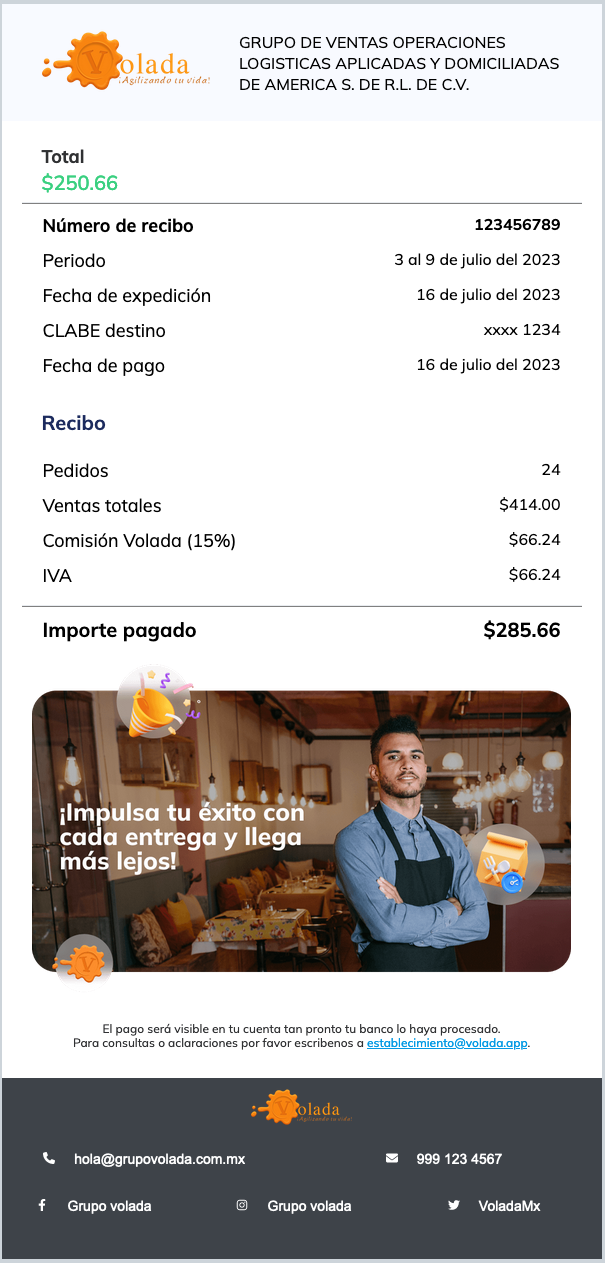 Volada
¡Agilizando tu vida!
GRUPO DE VENTAS OPERACIONES
LOGISTICAS APLICADAS Y DOMICILIADAS
DE AMERICA S. DE R.L. DE C.V.
Total
$250.66
Número de recibo 123456789
Periodo 3 al 9 de julio del 2023
Fecha de expedición 16 de julio del 2023
CLABE destino xxxx 1234
Fecha de pago 16 de julio del 2023
Recibo
Pedidos 24
Ventas totales $414.00
Comisión Volada (15%) $66.24
IVA $66.24
Importe pagado $285.66
¡Impulsa tu éxito con
cada entrega y llega
más lejos!
V
El pago será visible en tu cuenta tan pronto tu banco lo haya procesado.
Para consultas o aclaraciones por favor escribenos a establecimiento@volada.app.
Volada
¡Agilizando tu vida!
hola@grupovolada.com.mx 999 123 4567
Grupo volada Grupo volada VoladaMx